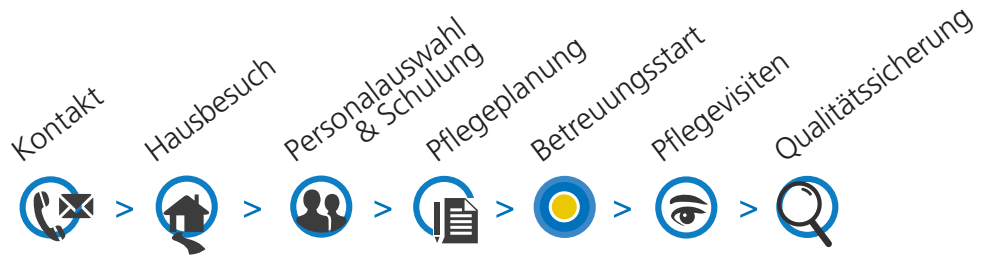 Kontakt
>
Hausbesuch
>
Personalauswahl
& Schulung
>
Pflegeplanung
>
Betreuungsstart
>
Pflegevisiten
>
Qualitätssicherung